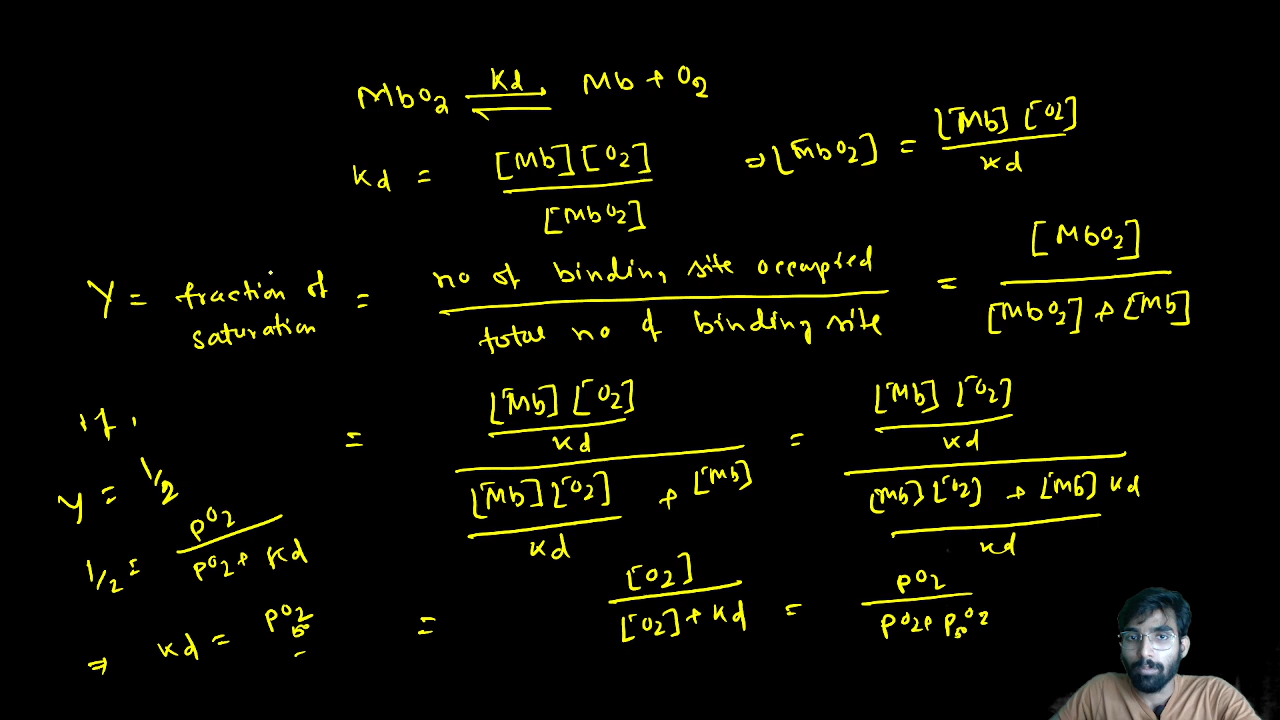 MbO₂ ⇌ Kd Mb + O₂
Kd = [Mb][O₂] / [MbO₂] ⇒ [MbO₂] = [Mb][O₂] / Kd
Y = fraction of saturation = no of binding site occupied / total no of binding site = [MbO₂] / [MbO₂] + [Mb]
= [Mb][O₂] / Kd / [Mb][O₂] / Kd + [Mb] = [Mb][O₂] / Kd / [Mb][O₂] + [Mb] Kd / Kd
= [O₂] / [O₂] + Kd = PO₂ / PO₂ + P₅₀O₂
if,
Y = 1/2
1/2 = PO₂ / PO₂ + Kd
⇒ Kd = P₅₀O₂